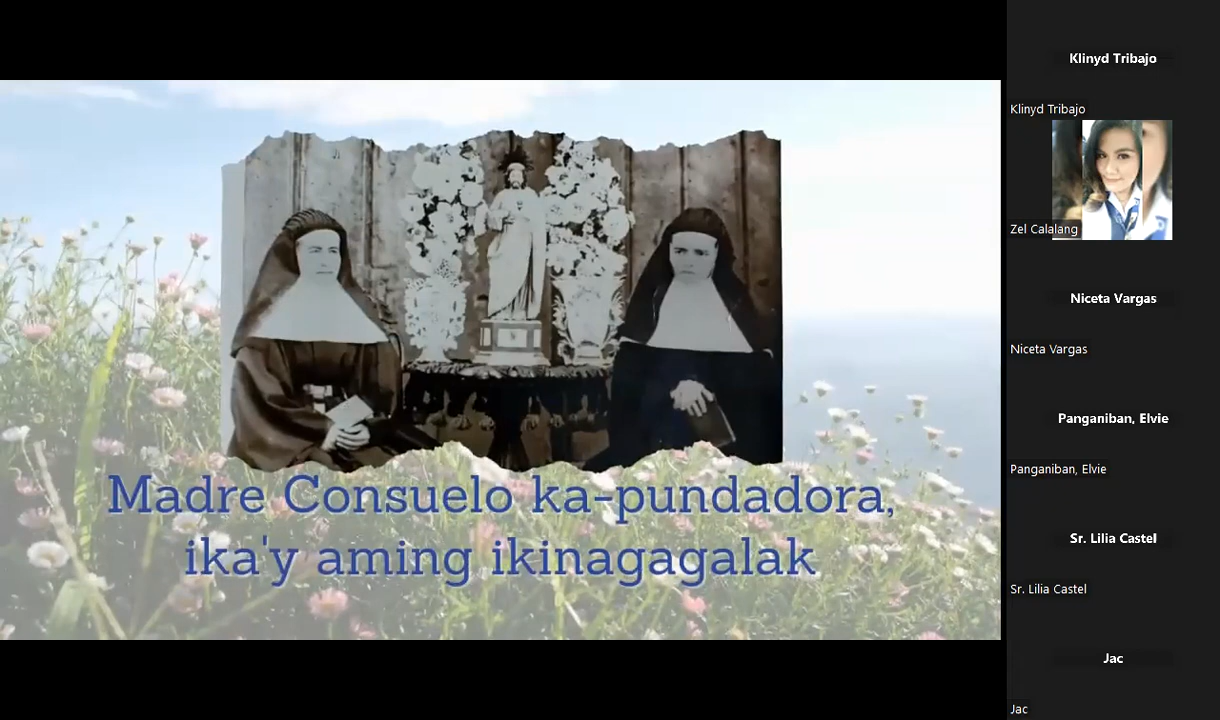 Madre Consuelo ka-pundadora,
ika'y aming ikinagagalak
Klinyd Tribajo
Klinyd Tribajo
Zel Calalang
Niceta Vargas
Niceta Vargas
Panganiban, Elvie
Panganiban, Elvie
Sr. Lilia Castel
Sr. Lilia Castel
Jac
Jac